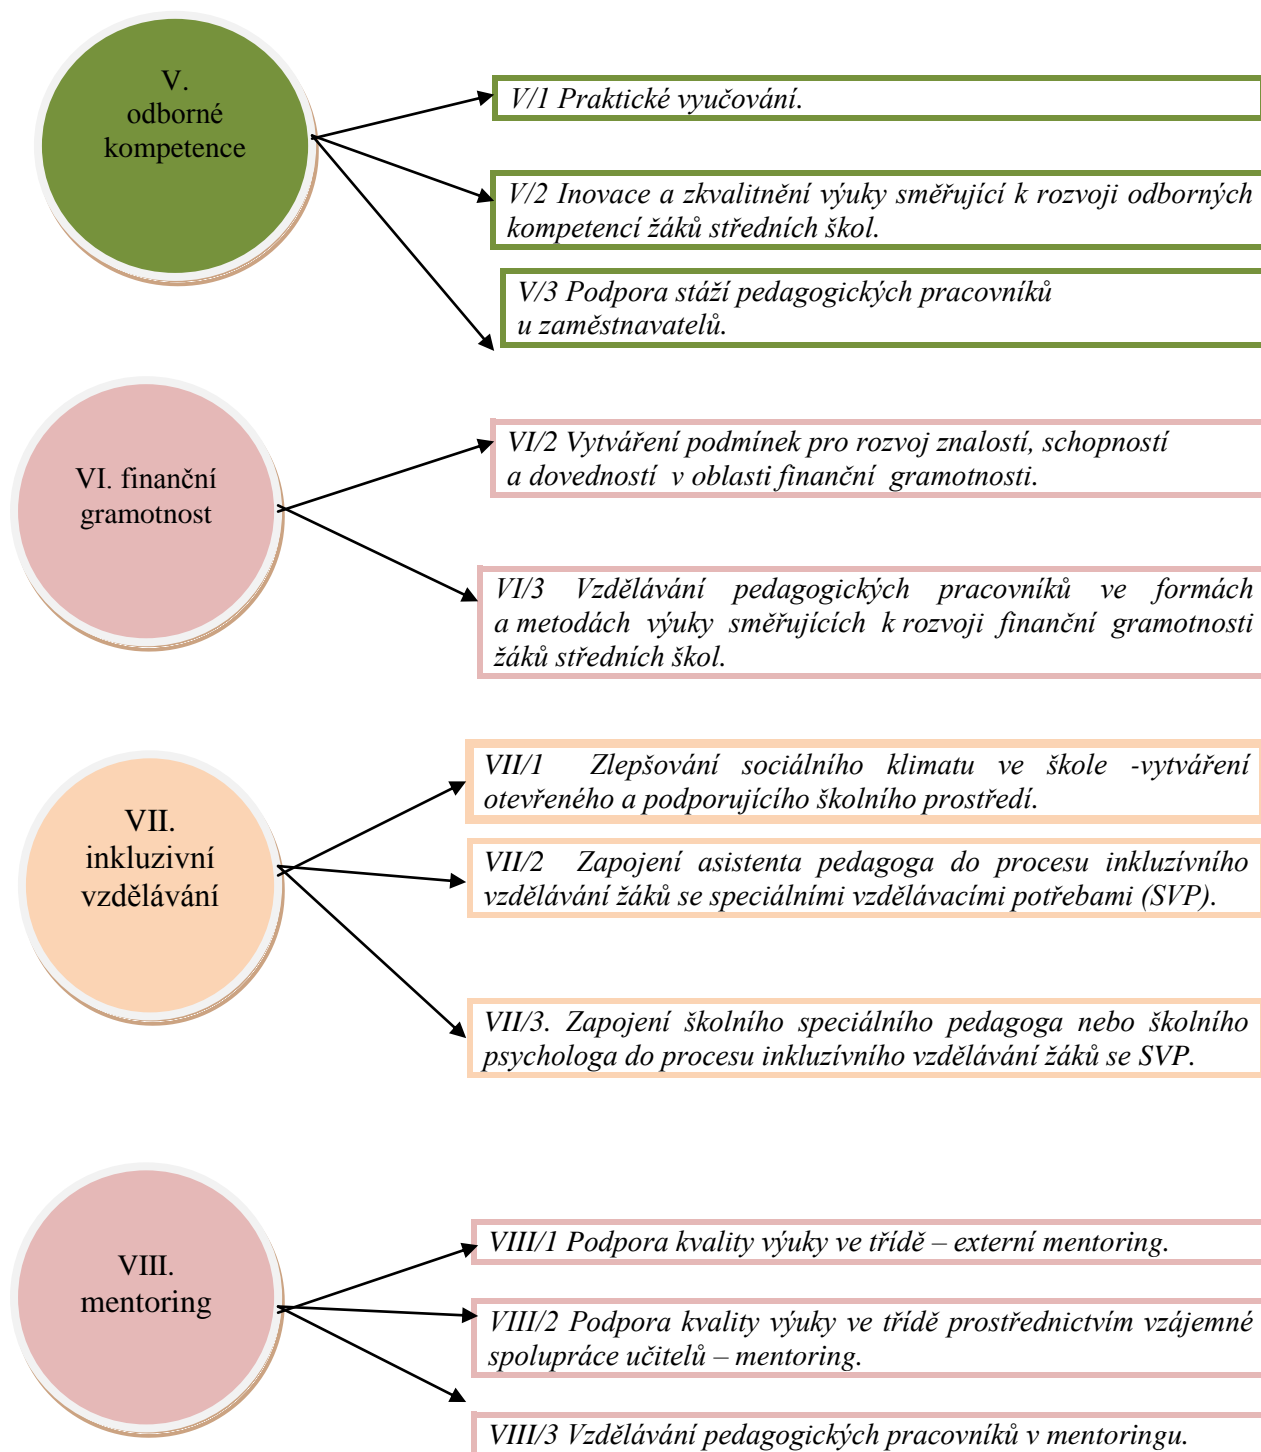 V.
odborné
kompetence
V/1 Praktické vyučování.
V/2 Inovace a zkvalitnění výuky směřující k rozvoji odborných
kompetencí žáků středních škol.
V/3 Podpora stáží pedagogických pracovníků
u zaměstnavatelů.
VI. finanční
gramotnost
VI/2 Vytváření podmínek pro rozvoj znalostí, schopností
a dovedností v oblasti finanční gramotnosti.
VI/3 Vzdělávání pedagogických pracovníků ve formách
a metodách výuky směřujících k rozvoji finanční gramotnosti
žáků středních škol.
VII.
inkluzivní
vzdělávání
VII/1 Zlepšování sociálního klimatu ve škole -vytváření
otevřeného a podporujícího školního prostředí.
VII/2 Zapojení asistenta pedagoga do procesu inkluzívního
vzdělávání žáků se speciálními vzdělávacími potřebami (SVP).
VII/3. Zapojení školního speciálního pedagoga nebo školního
psychologa do procesu inkluzívního vzdělávání žáků se SVP.
VIII.
mentoring
VIII/1 Podpora kvality výuky ve třídě – externí mentoring.
VIII/2 Podpora kvality výuky ve třídě prostřednictvím vzájemné
spolupráce učitelů – mentoring.
VIII/3 Vzdělávání pedagogických pracovníků v mentoringu.